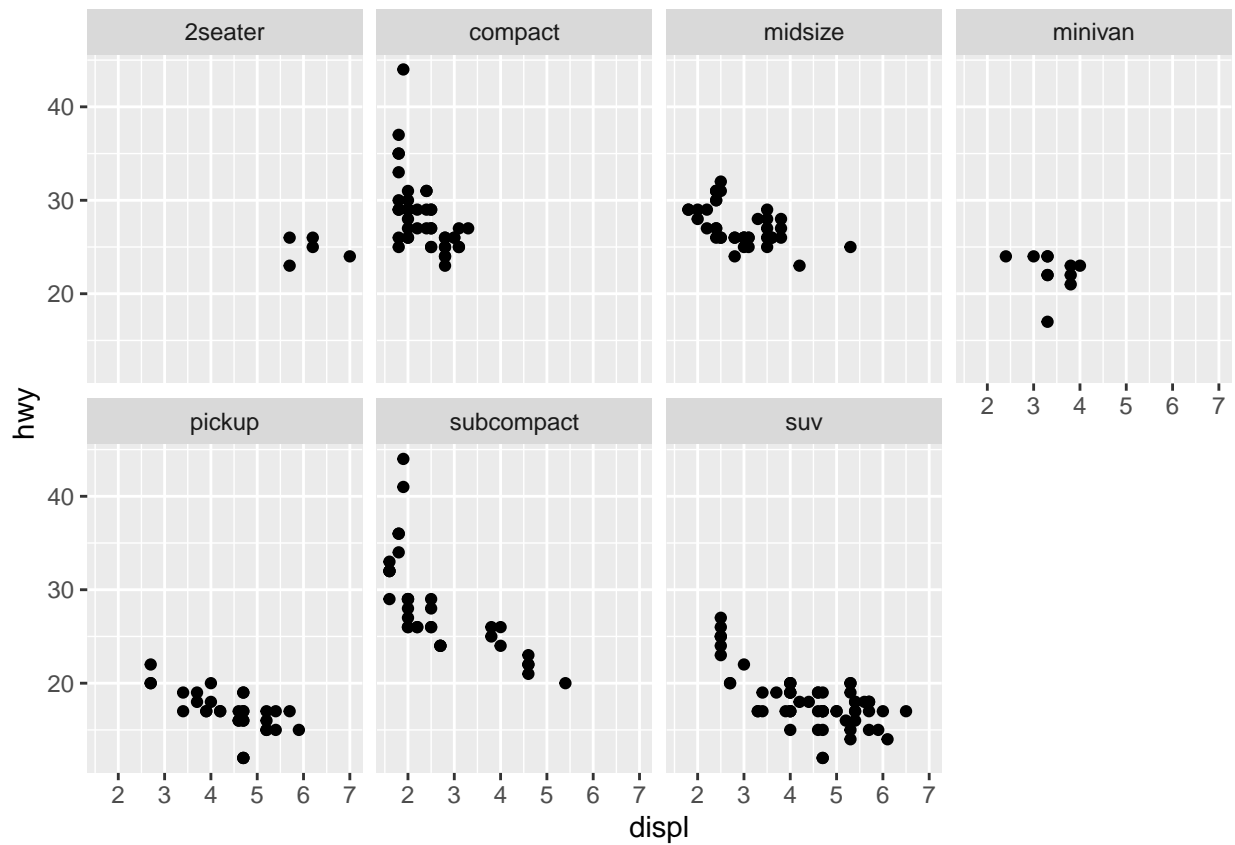 2seater compact midsize minivan
40
30
20
2 3 4 5 6 7
hwy
pickup subcompact suv
40
30
20
2 3 4 5 6 7 2 3 4 5 6 7 2 3 4 5 6 7
displ